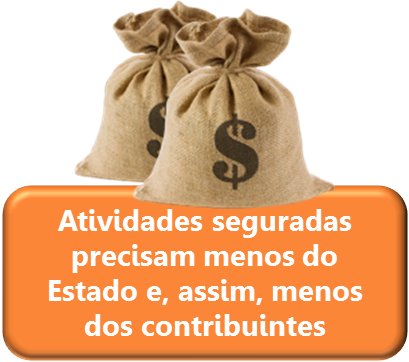 $
$
Atividades seguradas
precisam menos do
Estado e, assim, menos
dos contribuintes